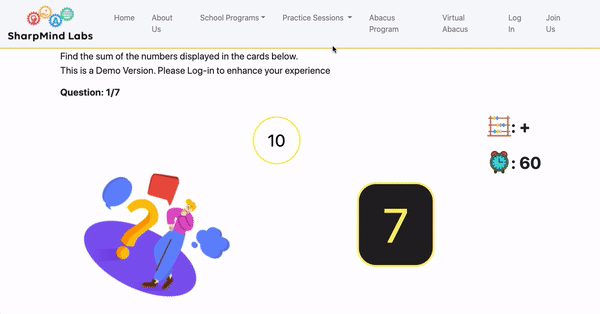 SharpMind Labs
Home
About Us
School Programs
Practice Sessions
Abacus Program
Virtual Abacus
Log In
Join Us
Find the sum of the numbers displayed in the cards below.
This is a Demo Version. Please Log-in to enhance your experience
Question: 1/7
10
: +
: 60
?
7